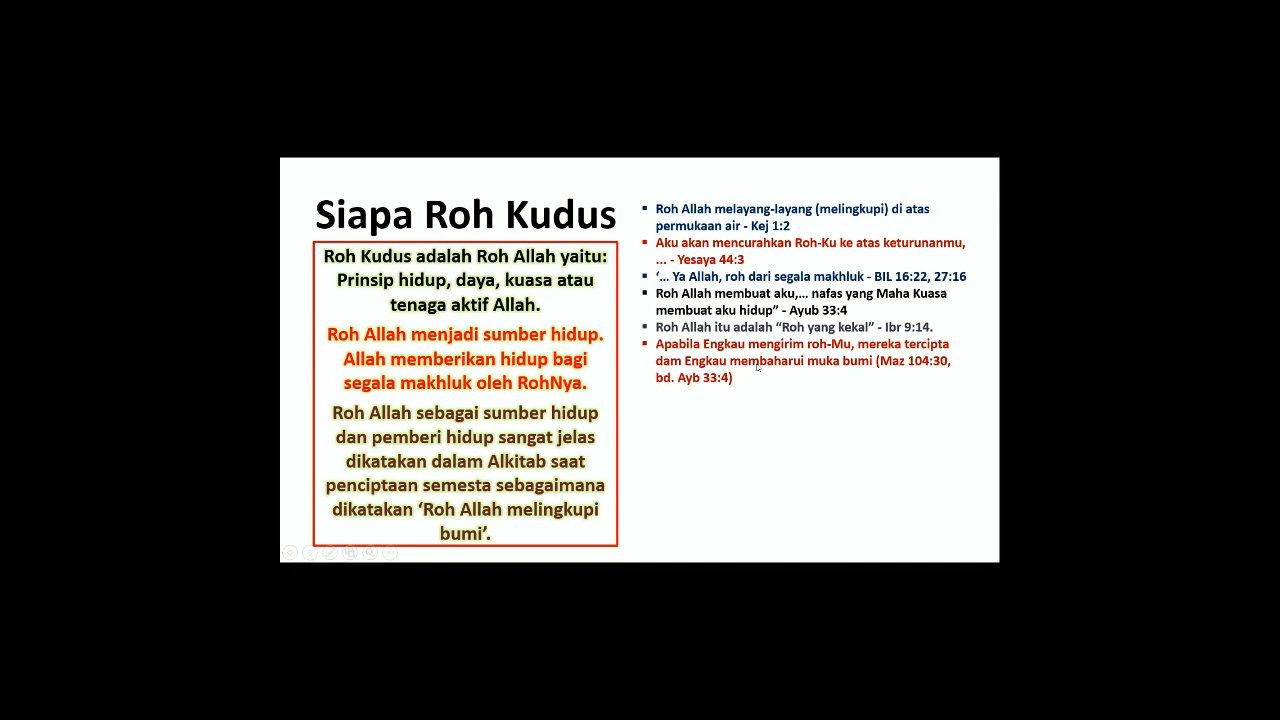 Siapa Roh Kudus
Roh Kudus adalah Roh Allah yaitu:
Prinsip hidup, daya, kuasa atau
tenaga aktif Allah.
Roh Allah menjadi sumber hidup.
Allah memberikan hidup bagi
segala makhluk oleh RohNya.
Roh Allah sebagai sumber hidup
dan pemberi hidup sangat jelas
dikatakan dalam Alkitab saat
penciptaan semesta sebagaimana
dikatakan ‘Roh Allah melingkupi
bumi’.
▪ Roh Allah melayang-layang (melingkupi) di atas
permukaan air - Kej 1:2
▪ Aku akan mencurahkan Roh-Ku ke atas keturunanmu,
... - Yesaya 44:3
▪ ‘... Ya Allah, roh dari segala makhluk - BIL 16:22, 27:16
▪ Roh Allah membuat aku,... nafas yang Maha Kuasa
membuat aku hidup” - Ayub 33:4
▪ Roh Allah itu adalah “Roh yang kekal” - Ibr 9:14.
▪ Apabila Engkau mengirim roh-Mu, mereka tercipta
dam Engkau membaharui muka bumi (Maz 104:30,
bd. Ayb 33:4)